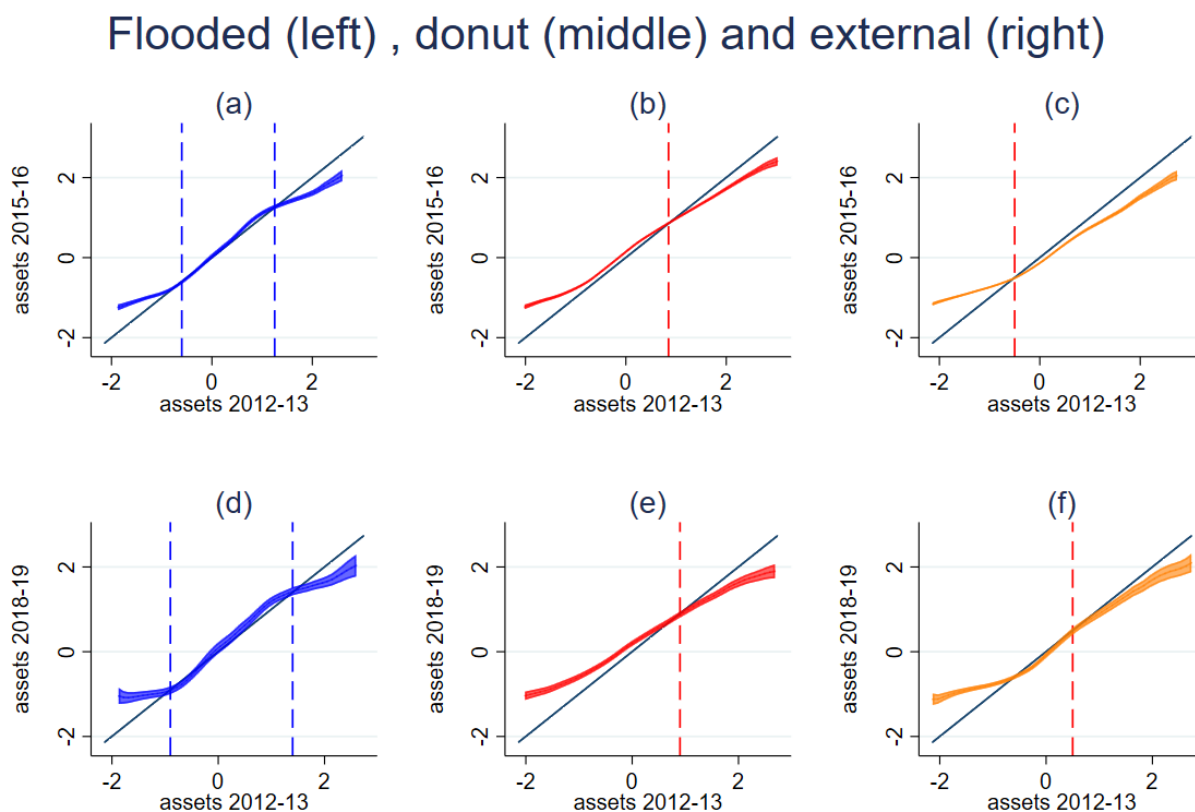 Flooded (left) , donut (middle) and external (right)
(a)
assets 2015-16
2
0
-2
-2 0 2
assets 2012-13
(b)
assets 2015-16
2
0
-2
-2 0 2
assets 2012-13
(c)
assets 2015-16
2
0
-2
-2 0 2
assets 2012-13
(d)
assets 2018-19
2
0
-2
-2 0 2
assets 2012-13
(e)
assets 2018-19
2
0
-2
-2 0 2
assets 2012-13
(f)
assets 2018-19
2
0
-2
-2 0 2
assets 2012-13